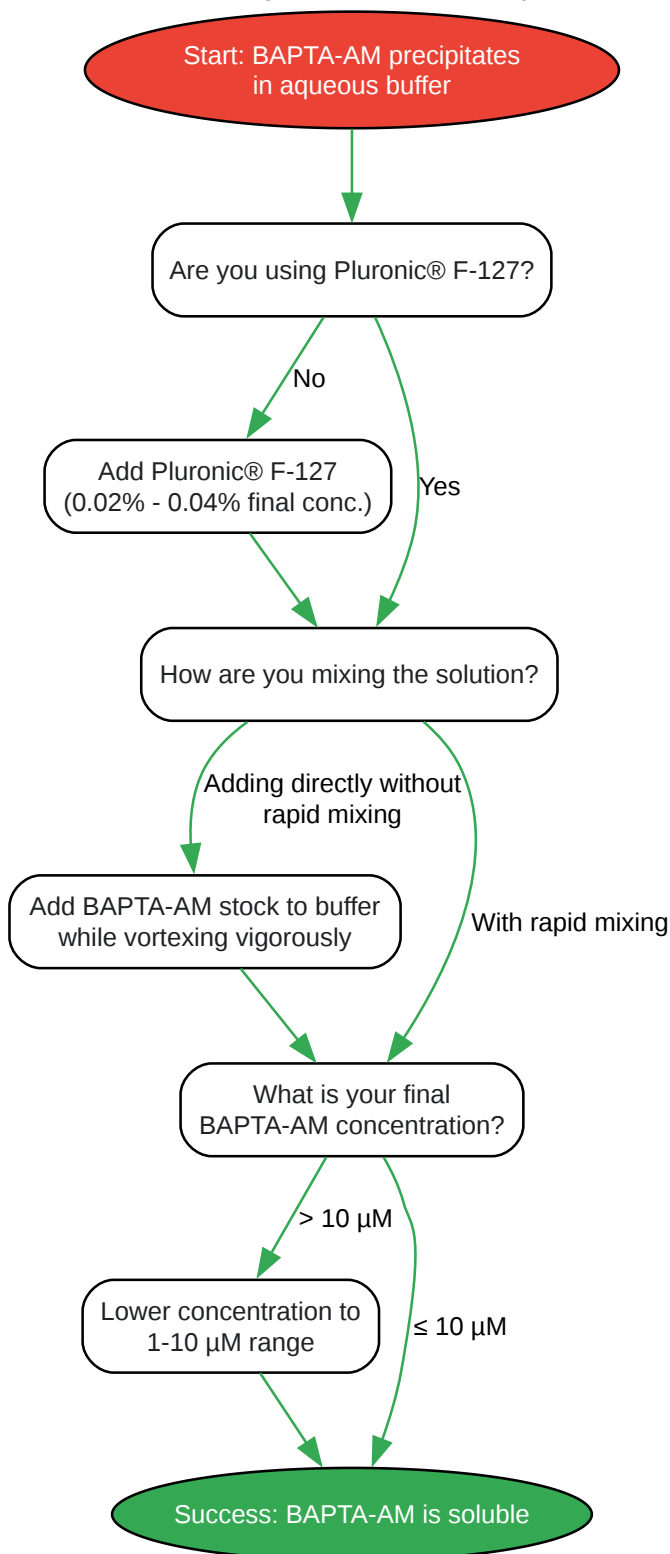 Start: BAPTA-AM precipitates
in aqueous buffer
Are you using Pluronic® F-127?
No
Add Pluronic® F-127
(0.02% - 0.04% final conc.)
Yes
How are you mixing the solution?
Adding directly without
rapid mixing
Add BAPTA-AM stock to buffer
while vortexing vigorously
With rapid mixing
What is your final
BAPTA-AM concentration?
> 10 µM
Lower concentration to
1-10 µM range
≤ 10 µM
Success: BAPTA-AM is soluble